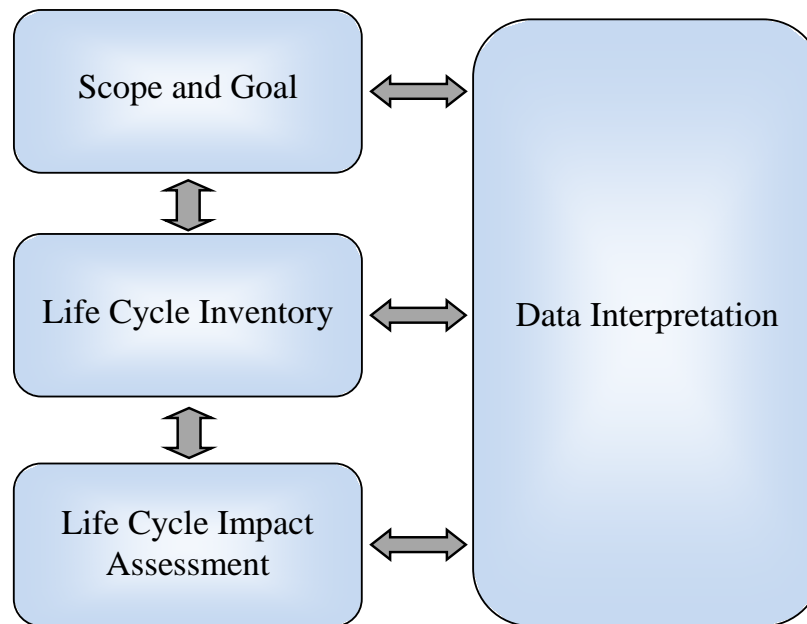 Scope and Goal
Life Cycle Inventory
Data Interpretation
Life Cycle Impact
Assessment